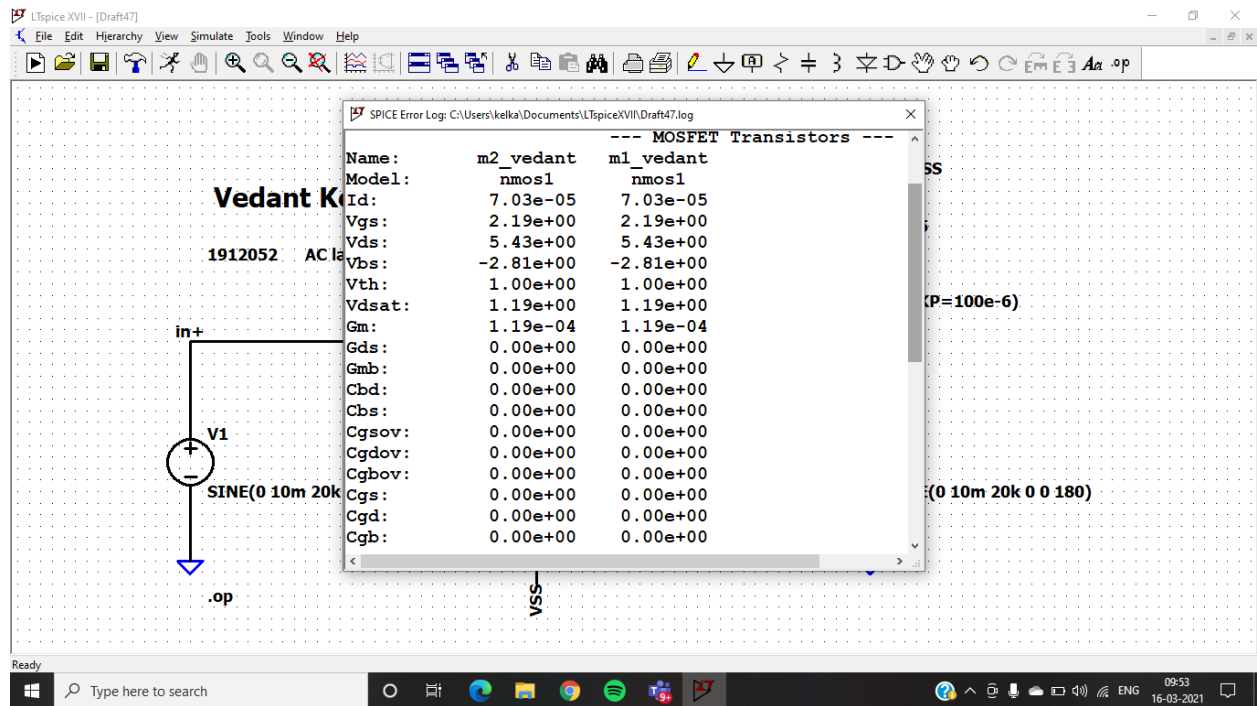 LTspice XVII - [Draft47]
File Edit Hierarchy View Simulate Tools Window Help
Aa .op
SPICE Error Log: C:\Users\kelka\Documents\LTspiceXVII\Draft47.log
--- MOSFET Transistors ---
Name: m2_vedant m1_vedant
Model: nmos1 nmos1
Id: 7.03e-05 7.03e-05
Vgs: 2.19e+00 2.19e+00
Vds: 5.43e+00 5.43e+00
Vbs: -2.81e+00 -2.81e+00
Vth: 1.00e+00 1.00e+00
Vdsat: 1.19e+00 1.19e+00
Gm: 1.19e-04 1.19e-04
Gds: 0.00e+00 0.00e+00
Gmb: 0.00e+00 0.00e+00
Cbd: 0.00e+00 0.00e+00
Cbs: 0.00e+00 0.00e+00
Cgsov: 0.00e+00 0.00e+00
Cgdov: 0.00e+00 0.00e+00
Cgbov: 0.00e+00 0.00e+00
Cgs: 0.00e+00 0.00e+00
Cgd: 0.00e+00 0.00e+00
Cgb: 0.00e+00 0.00e+00
SS
Vedant K
1912052 AC la
KP=100e-6)
in+
V1
SINE(0 10m 20k
(0 10m 20k 0 0 180)
.op
VSS
Ready
Type here to search
9+
ENG
09:53
16-03-2021